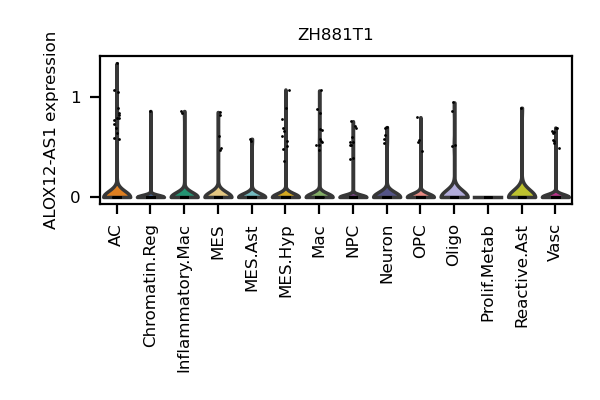 ZH881T1
ALOX12-AS1 expression
1
0
AC
Chromatin.Reg
Inflammatory.Mac
MES
MES.Ast
MES.Hyp
Mac
NPC
Neuron
OPC
Oligo
Prolif.Metab
Reactive.Ast
Vasc